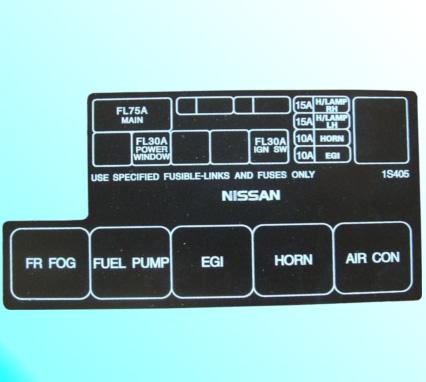 FL75A
MAIN
15A H/LAMP RH
15A H/LAMP LH
10A HORN
10A EGI
FL30A
POWER
WINDOW
FL30A
IGN SW
USE SPECIFIED FUSIBLE-LINKS AND FUSES ONLY
1S405
NISSAN
FR FOG FUEL PUMP EGI HORN AIR CON